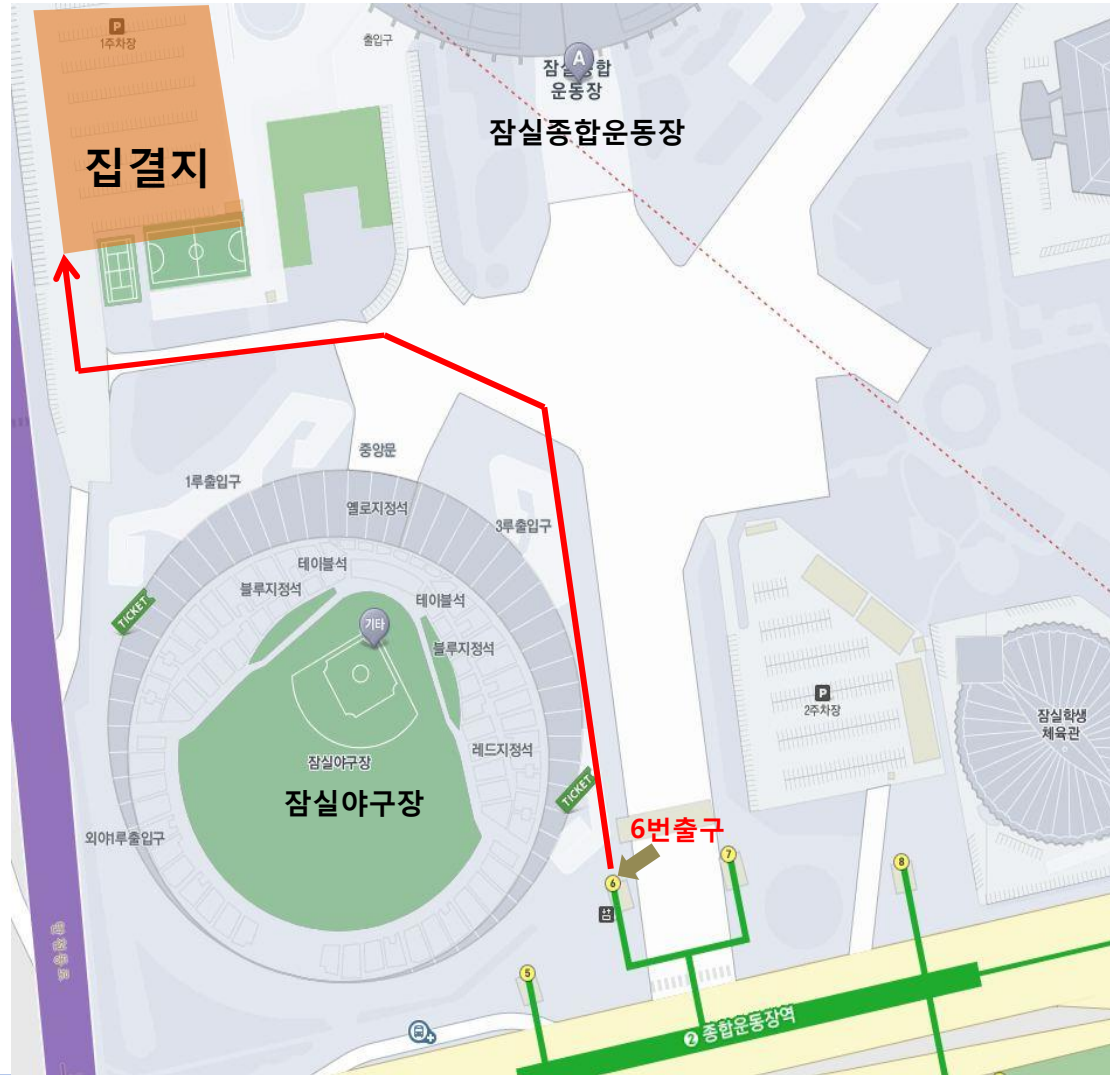 P
1주차장
출입구
A
잠실종합
운동장
잠실종합운동장
집결지
중앙문
1루출입구
옐로지정석
3루출입구
테이블석
블루지정석
테이블석
TICKET
기타
블루지정석
P
2주차장
잠실학생
체육관
레드지정석
잠실야구장
TICKET
잠실야구장
외야1루출입구
6번출구
7
8
6
5
2 종합운동장역